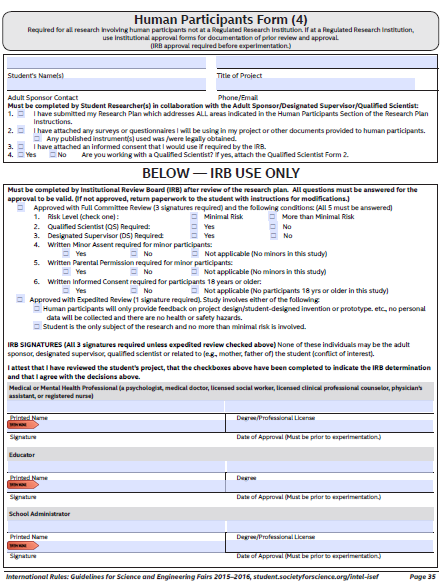 Human Participants Form (4)
Required for all research involving human participants not at a Regulated Research Institution. If at a Regulated Research Institution,
use institutional approval forms for documentation of prior review and approval.
(IRB approval required before experimentation.)
Student's Name(s) Title of Project
Adult Sponsor Contact Phone/Email
Must be completed by Student Researcher(s) in collaboration with the Adult Sponsor/Designated Supervisor/Qualified Scientist:
1. I have submitted my Research Plan which addresses ALL areas indicated in the Human Participants Section of the Research Plan
Instructions.
2. I have attached any surveys or questionnaires I will be using in my project or other documents provided to human participants.
Any published instrument(s) used was /were legally obtained.
3. I have attached an informed consent that I would use if required by the IRB.
4. Yes No Are you working with a Qualified Scientist? If yes, attach the Qualified Scientist Form 2.
BELOW — IRB USE ONLY
Must be completed by Institutional Review Board (IRB) after review of the research plan. All questions must be answered for the
approval to be valid. (If not approved, return paperwork to the student with instructions for modifications.)
Approved with Full Committee Review (3 signatures required) and the following conditions: (All 5 must be answered)
1. Risk Level (check one) : Minimal Risk More than Minimal Risk
2. Qualified Scientist (QS) Required: Yes No
3. Designated Supervisor (DS) Required: Yes No
4. Written Minor Assent required for minor participants:
Yes No Not applicable (No minors in this study)
5. Written Parental Permission required for minor participants:
Yes No Not applicable (No minors in this study)
6. Written Informed Consent required for participants 18 years or older:
Yes No Not applicable (No participants 18 yrs or older in this study)
Approved with Expedited Review (1 signature required). Study involves either of the following:
Human participants will only provide feedback on project design/student-designed invention or prototype. etc., no personal
data will be collected and there are no health or safety hazards.
Student is the only subject of the research and no more than minimal risk is involved.
IRB SIGNATURES (All 3 signatures required unless expedited review checked above) None of these individuals may be the adult
sponsor, designated supervisor, qualified scientist or related to (e.g., mother, father of) the student (conflict of interest).
I attest that I have reviewed the student's project, that the checkboxes above have been completed to indicate the IRB determination
and that I agree with the decisions above.
Medical or Mental Health Professional (a psychologist, medical doctor, licensed social worker, licensed clinical professional counselor, physician's
assistant, or registered nurse)
Printed Name Degree/Professional License
Signature Date of Approval (Must be prior to experimentation.)
Educator
Printed Name Degree
Signature Date of Approval (Must be prior to experimentation.)
School Administrator
Printed Name Degree/Professional License
Signature Date of Approval (Must be prior to experimentation.)
International Rules: Guidelines for Science and Engineering Fairs 2015–2016, student.societyforscience.org/intel-isef Page 35